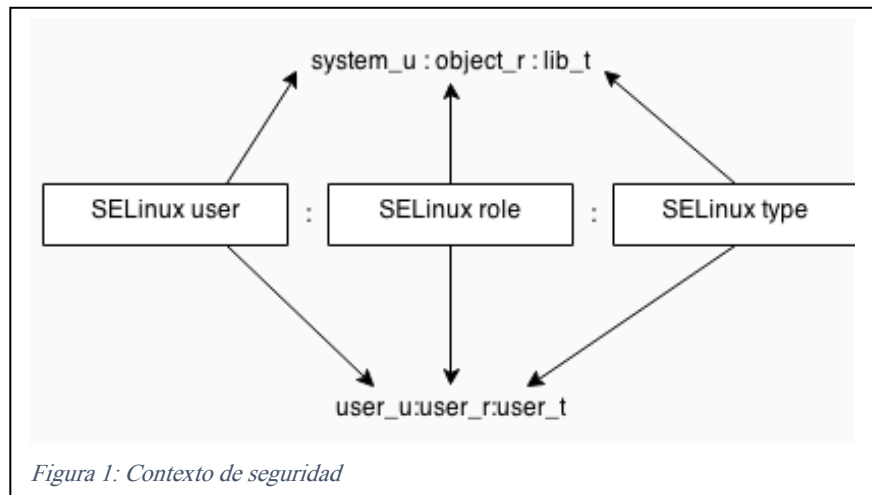 system_u : object_r : lib_t
SELinux user : SELinux role : SELinux type
user_u:user_r:user_t
Figura 1: Contexto de seguridad